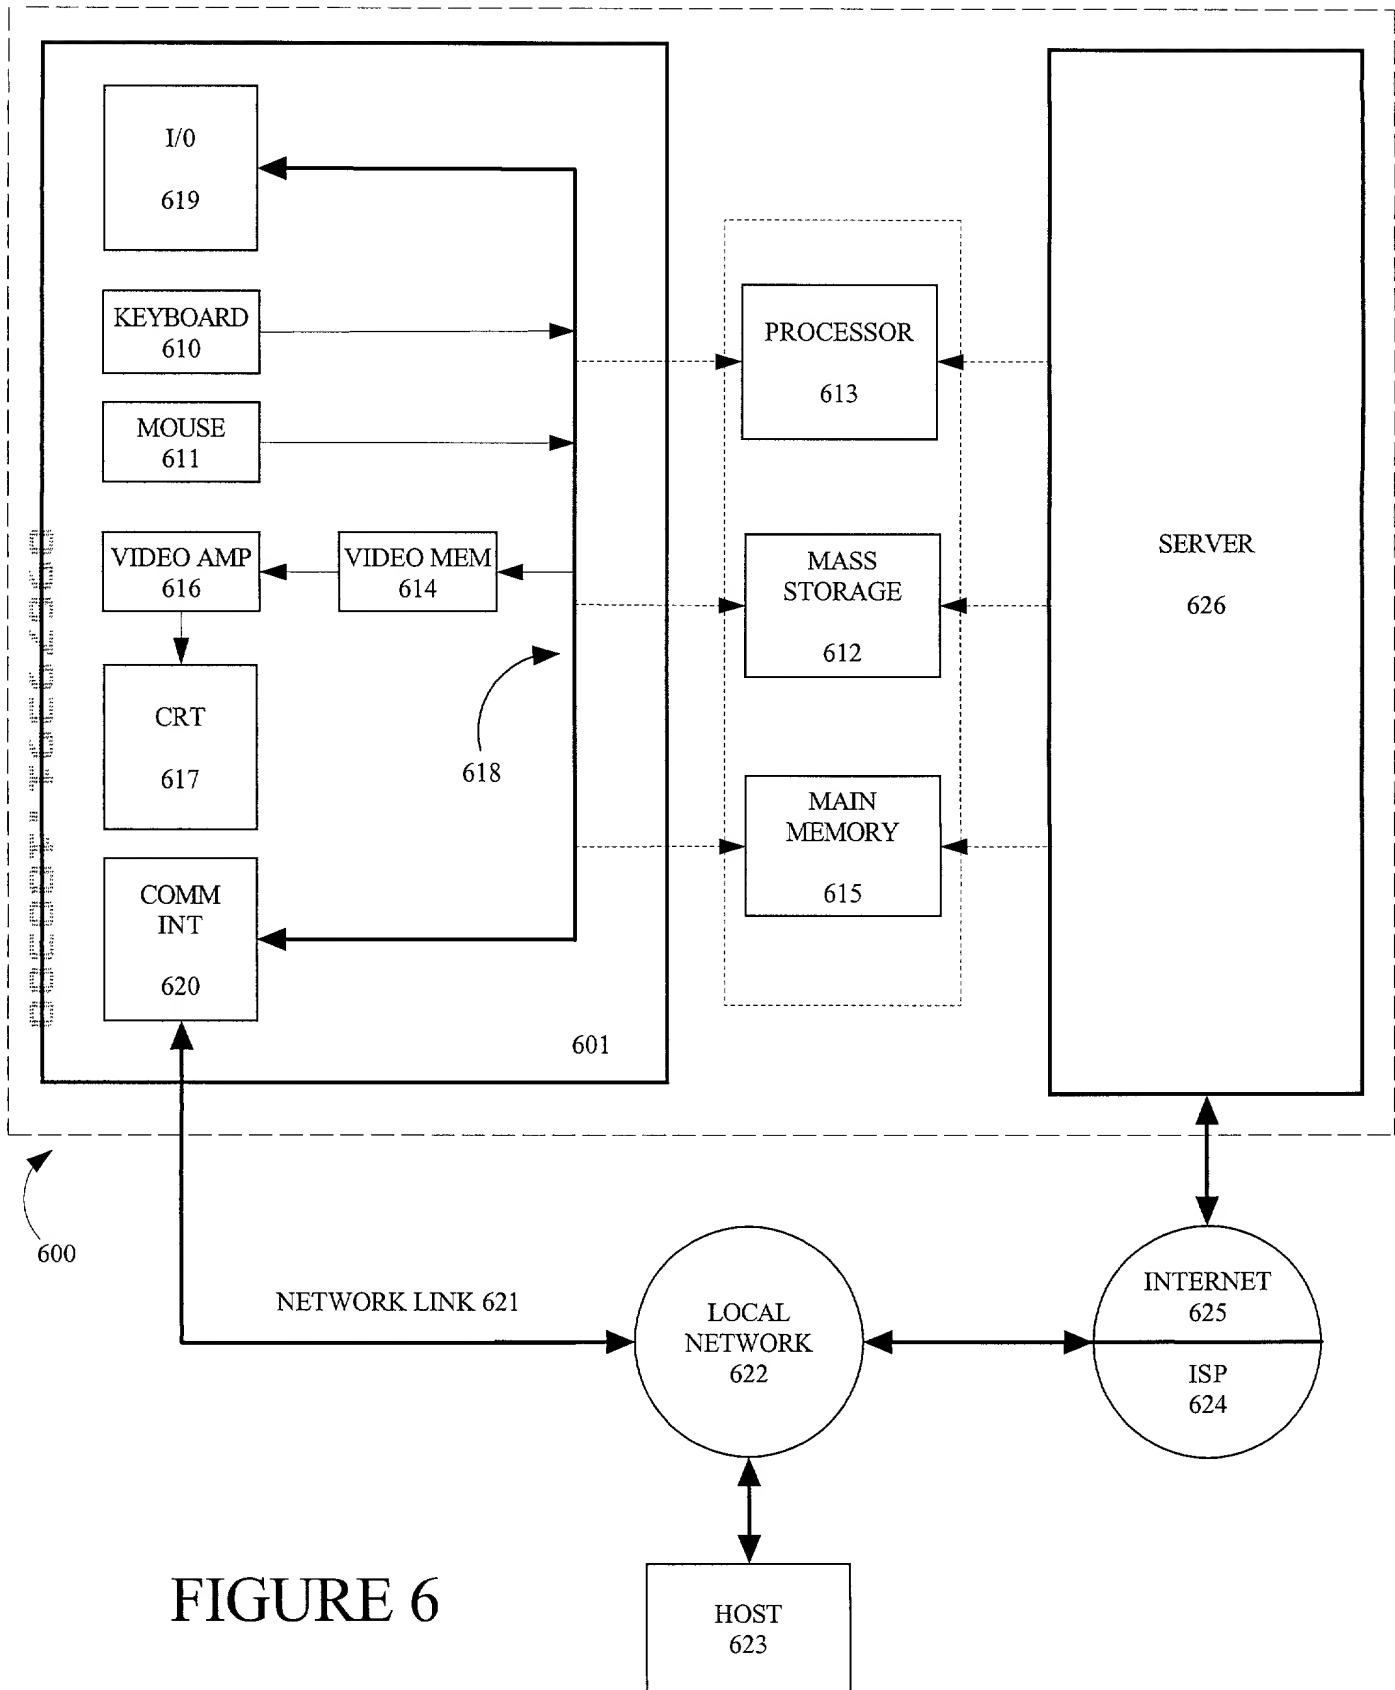 I/0
619
KEYBOARD
610
MOUSE
611
VIDEO AMP
616
VIDEO MEM
614
CRT
617
618
COMM
INT
620
601
PROCESSOR
613
MASS
STORAGE
612
MAIN
MEMORY
615
SERVER
626
600
NETWORK LINK 621
LOCAL
NETWORK
622
INTERNET
625
ISP
624
HOST
623
FIGURE 6